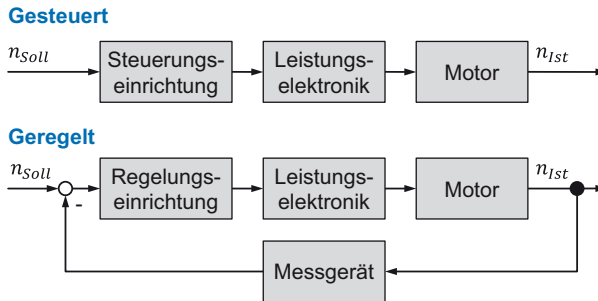 Gesteuert
n_Soll
Steuerungs-
einrichtung
Leistungs-
elektronik
Motor
n_Ist
Geregelt
n_Soll
-
Regelungs-
einrichtung
Leistungs-
elektronik
Motor
n_Ist
Messgerät